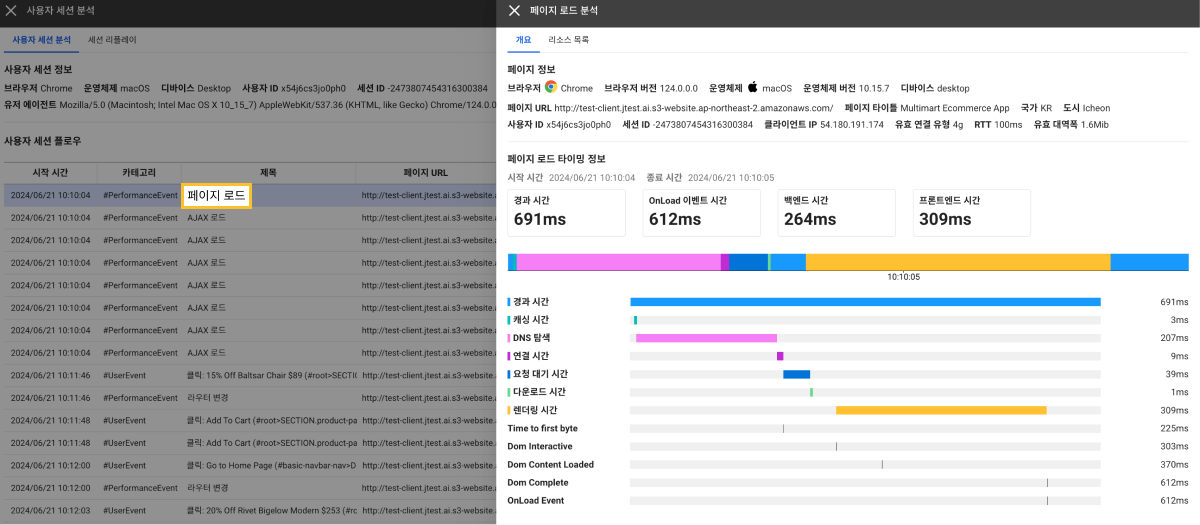 사용자 세션 분석
사용자 세션 분석 세션 리플레이
사용자 세션 정보
브라우저 Chrome 운영체제 macOS 디바이스 Desktop 사용자 ID x54j6cs3jo0ph0 세션 ID -2473807454316300384
유저 에이전트 Mozilla/5.0 (Macintosh; Intel Mac OS X 10_15_7) AppleWebKit/537.36 (KHTML, like Gecko) Chrome/124.0.0
사용자 세션 플로우
시작 시간 카테고리 제목 페이지 URL
2024/06/21 10:10:04 #PerformanceEvent 페이지 로드 http://test-client.jtest.ai.s3-website.
2024/06/21 10:10:04 #PerformanceEvent AJAX 로드 http://test-client.jtest.ai.s3-website.
2024/06/21 10:10:04 #PerformanceEvent AJAX 로드 http://test-client.jtest.ai.s3-website.
2024/06/21 10:10:04 #PerformanceEvent AJAX 로드 http://test-client.jtest.ai.s3-website.
2024/06/21 10:10:04 #PerformanceEvent AJAX 로드 http://test-client.jtest.ai.s3-website.
2024/06/21 10:10:04 #PerformanceEvent AJAX 로드 http://test-client.jtest.ai.s3-website.
2024/06/21 10:10:04 #PerformanceEvent AJAX 로드 http://test-client.jtest.ai.s3-website.
2024/06/21 10:10:04 #PerformanceEvent AJAX 로드 http://test-client.jtest.ai.s3-website.
2024/06/21 10:11:46 #UserEvent 클릭: 15% Off Baltsar Chair $89 (#root>SECTIC http://test-client.jtest.ai.s3-website.
2024/06/21 10:11:46 #PerformanceEvent 라우터 변경 http://test-client.jtest.ai.s3-website.
2024/06/21 10:11:48 #UserEvent 클릭: Add To Cart (#root>SECTION.product-pa http://test-client.jtest.ai.s3-website.
2024/06/21 10:11:48 #UserEvent 클릭: Add To Cart (#root>SECTION.product-pa http://test-client.jtest.ai.s3-website.
2024/06/21 10:12:00 #UserEvent 클릭: Go to Home Page (#basic-navbar-nav>D http://test-client.jtest.ai.s3-website.
2024/06/21 10:12:00 #PerformanceEvent 라우터 변경 http://test-client.jtest.ai.s3-website.
2024/06/21 10:12:03 #UserEvent 클릭: 20% Off Rivet Bigelow Modern $253 (#rc http://test-client.jtest.ai.s3-website.
페이지 로드 분석
개요 리소스 목록
페이지 정보
브라우저 Chrome 브라우저 버전 124.0.0.0 운영체제 macOS 운영체제 버전 10.15.7 디바이스 desktop
페이지 URL http://test-client.jtest.ai.s3-website.ap-northeast-2.amazonaws.com/ 페이지 타이틀 Multimart Ecommerce App 국가 KR 도시 Icheon
사용자 ID x54j6cs3jo0ph0 세션 ID -2473807454316300384 클라이언트 IP 54.180.191.174 유효 연결 유형 4g RTT 100ms 유효 대역폭 1.6Mib
페이지 로드 타이밍 정보
시작 시간 2024/06/21 10:10:04 종료 시간 2024/06/21 10:10:05
경과 시간 OnLoad 이벤트 시간 백엔드 시간 프론트엔드 시간
691ms 612ms 264ms 309ms
10:10:05
경과 시간 691ms
캐싱 시간 3ms
DNS 탐색 207ms
연결 시간 9ms
요청 대기 시간 39ms
다운로드 시간 1ms
렌더링 시간 309ms
Time to first byte 225ms
Dom Interactive 303ms
Dom Content Loaded 370ms
Dom Complete 612ms
OnLoad Event 612ms